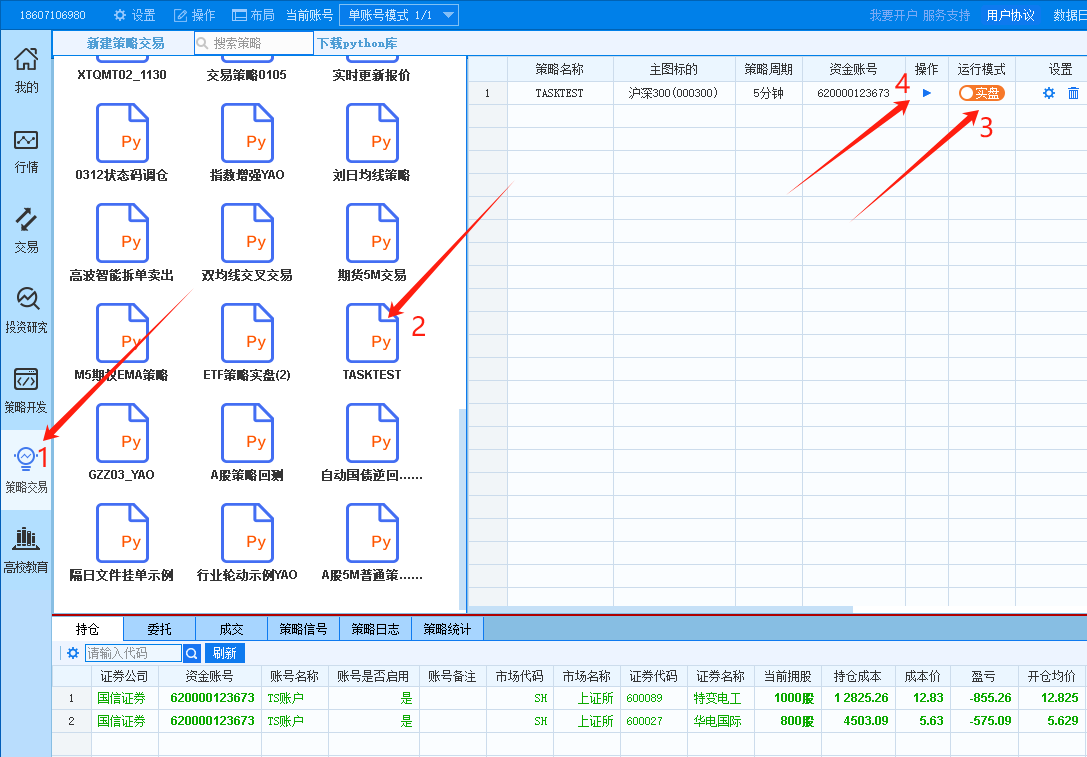 18607106980 设置 操作 布局 当前账号 单账号模式 1/1 我要开户 服务支持 用户协议 数据日
我的
行情
交易
投资研究
策略开发
1
策略交易
高校教育
新建策略交易 搜索策略 下载python库
XTQMT02_1130 交易策略0105 实时更新报价
Py Py Py
0312状态码调仓 指数增强YAO 刘日均线策略
Py Py Py
高波智能拆单卖出 双均线交叉交易 期货5M交易
Py Py Py
2
M5期权EMA策略 ETF策略实盘(2) TASKTEST
Py Py Py
GZZ03_YAO A股策略回测 自动国债逆回......
Py Py Py
隔日文件挂单示例 行业轮动示例YAO A股5M普通策......
策略名称 主图标的 策略周期 资金账号 操作 运行模式 设置
1 TASKTEST 沪深300(000300) 5分钟 620000123673 实盘
4
3
持仓 委托 成交 策略信号 策略日志 策略统计
请输入代码 刷新
证券公司 资金账号 账号名称 账号是否启用 账号备注 市场代码 市场名称 证券代码 证券名称 当前拥股 持仓成本 成本价 盈亏 开仓均价
1 国信证券 620000123673 TS账户 是 SH 上证所 600089 特变电工 1000股 12825.26 12.83 -855.26 12.825
2 国信证券 620000123673 TS账户 是 SH 上证所 600027 华电国际 800股 4503.09 5.63 -575.09 5.629